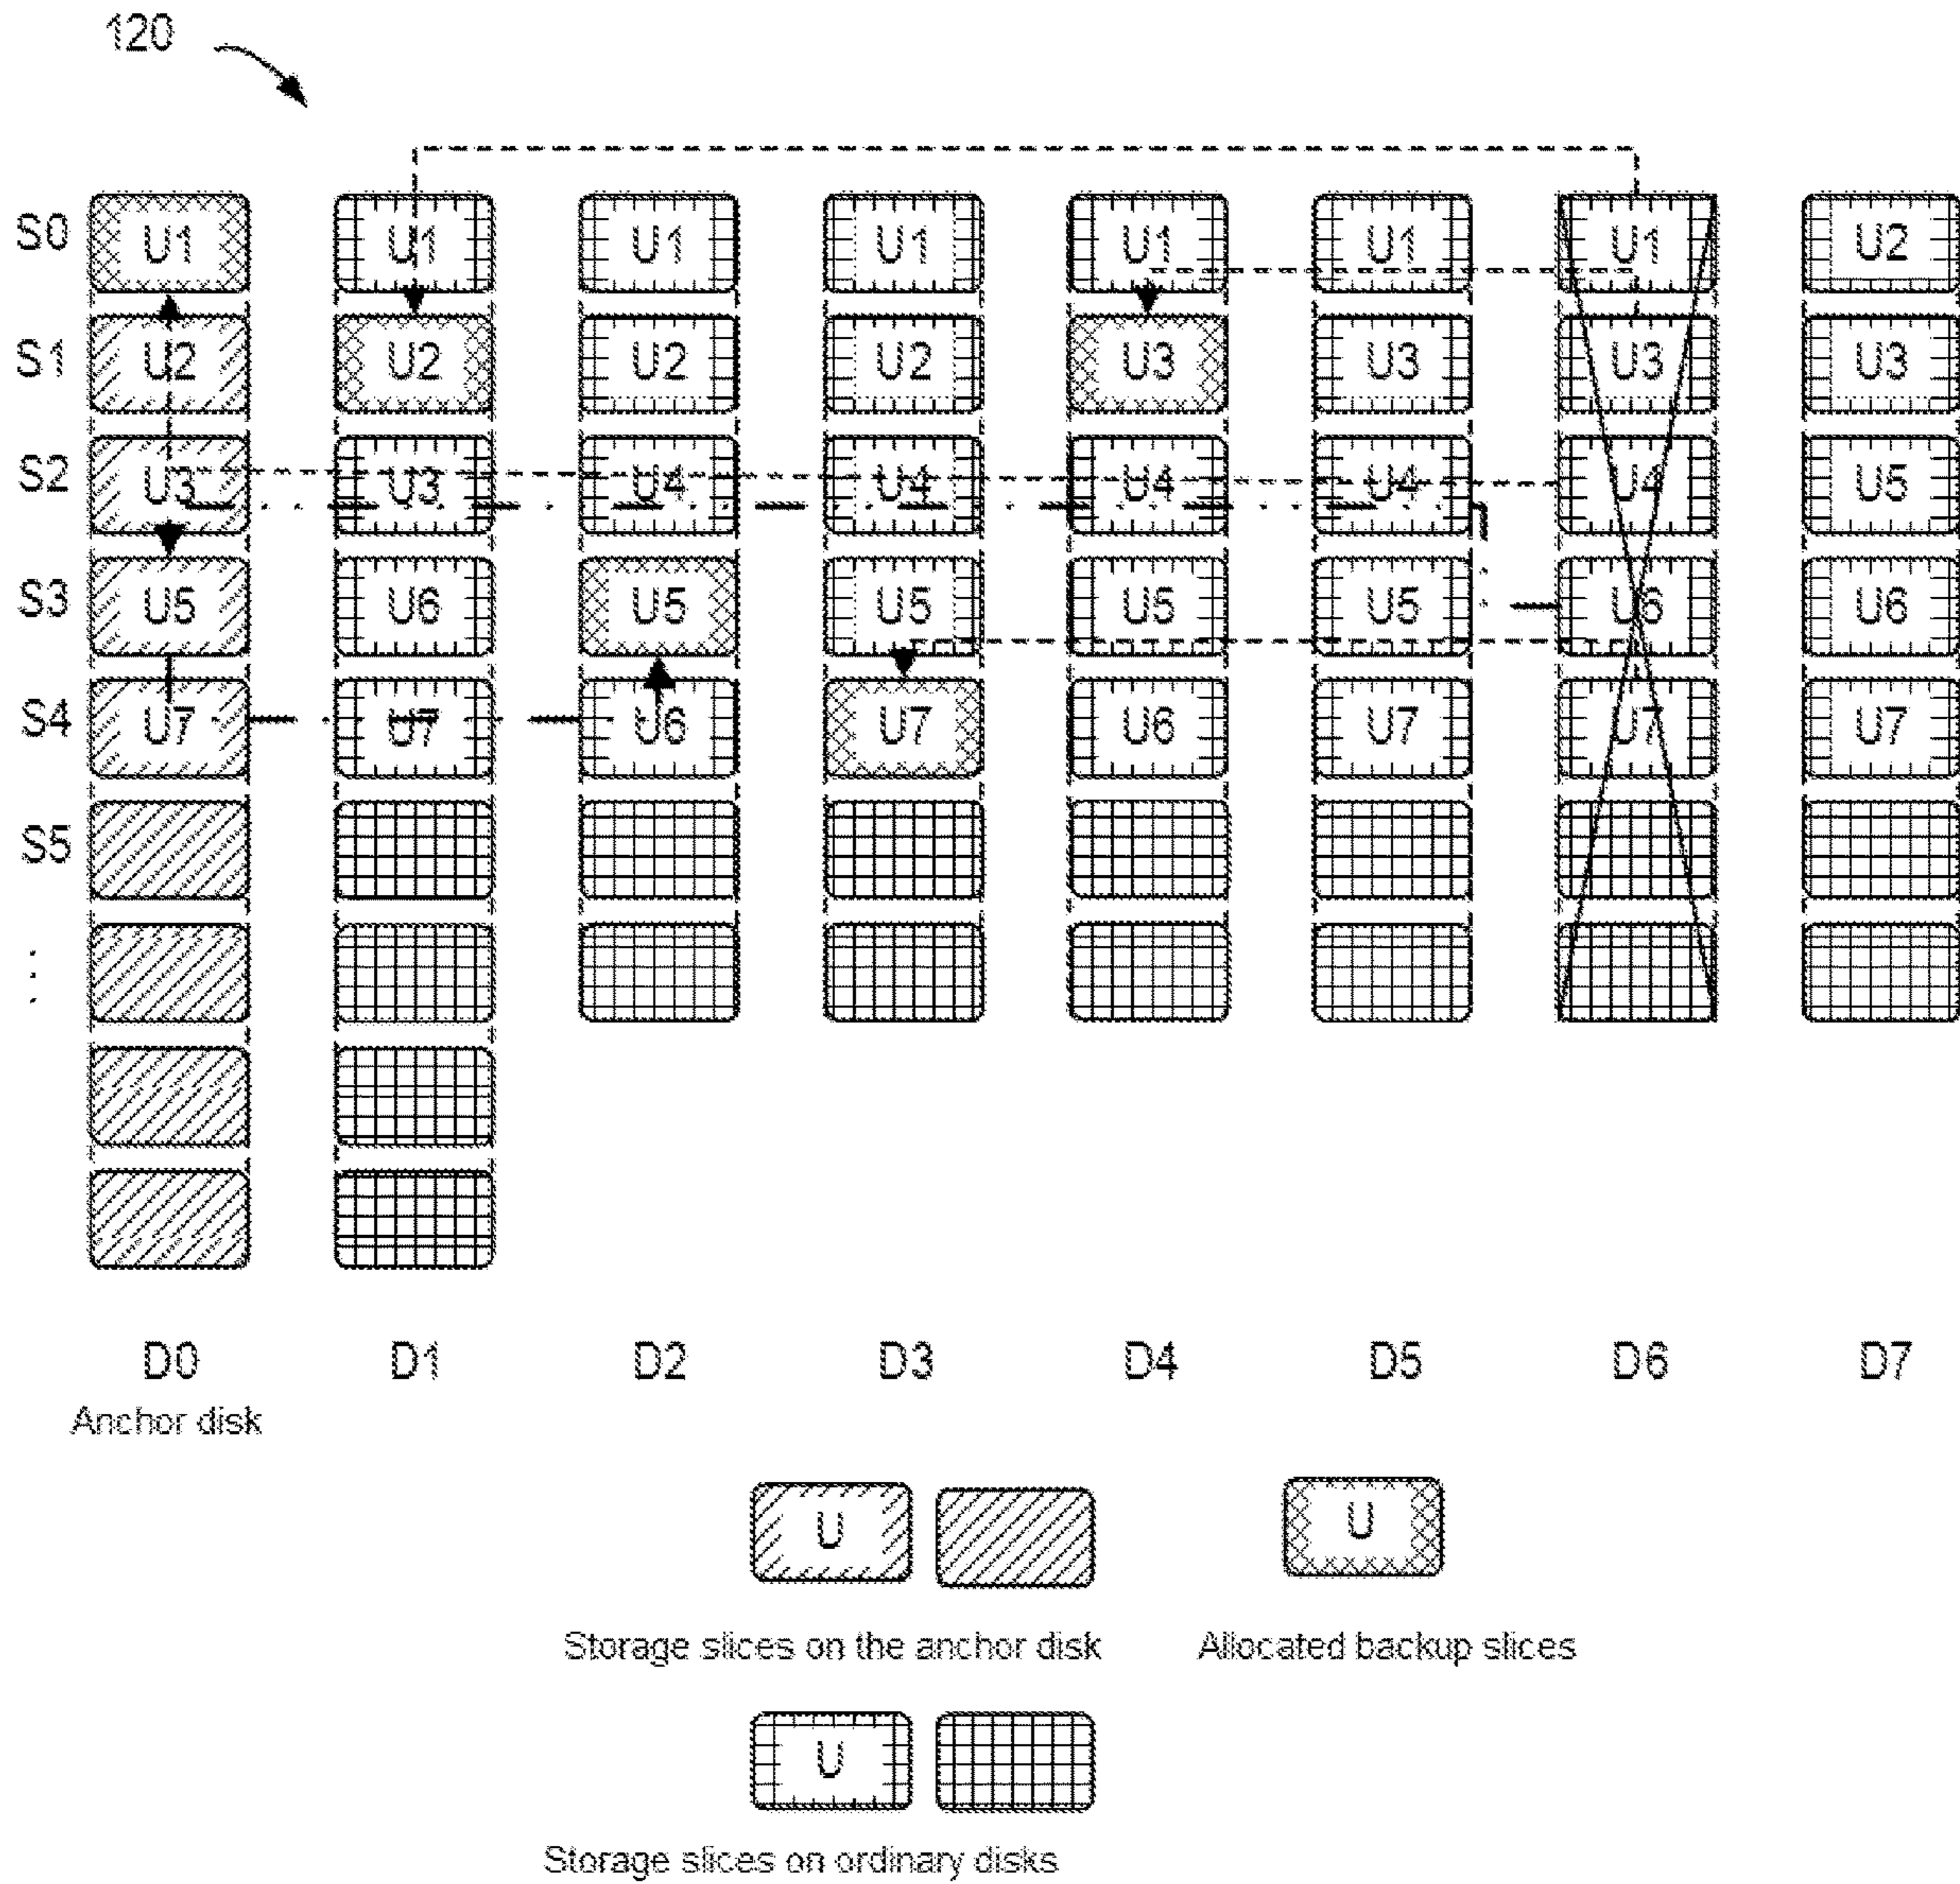 120
S0 U1 U1 U1 U1 U1 U1 U1 U2
S1 U2 U2 U2 U2 U3 U3 U3 U3
S2 U3 U3 U4 U4 U4 U4 U4 U5
S3 U5 U6 U5 U5 U5 U5 U6 U6
S4 U7 U7 U6 U7 U6 U7 U7 U7
S5
D0 D1 D2 D3 D4 D5 D6 D7
Anchor disk
U U
Storage slices on the anchor disk Allocated backup slices
U
Storage slices on ordinary disks